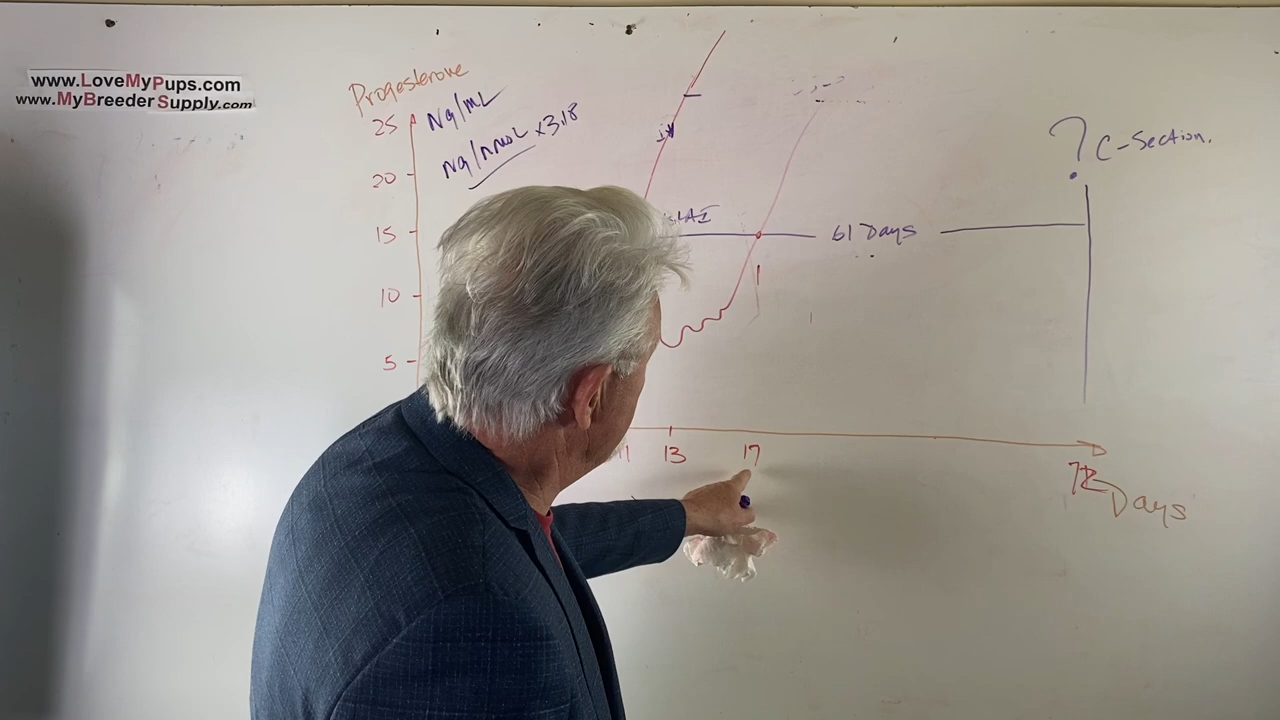 www.LoveMyPups.com
www.MyBreederSupply.com
Progesterone
Ng/mL
Ng/nmoL x3.18
25
20
15
10
5
61 Days
? C-Section.
11
13
17
Days